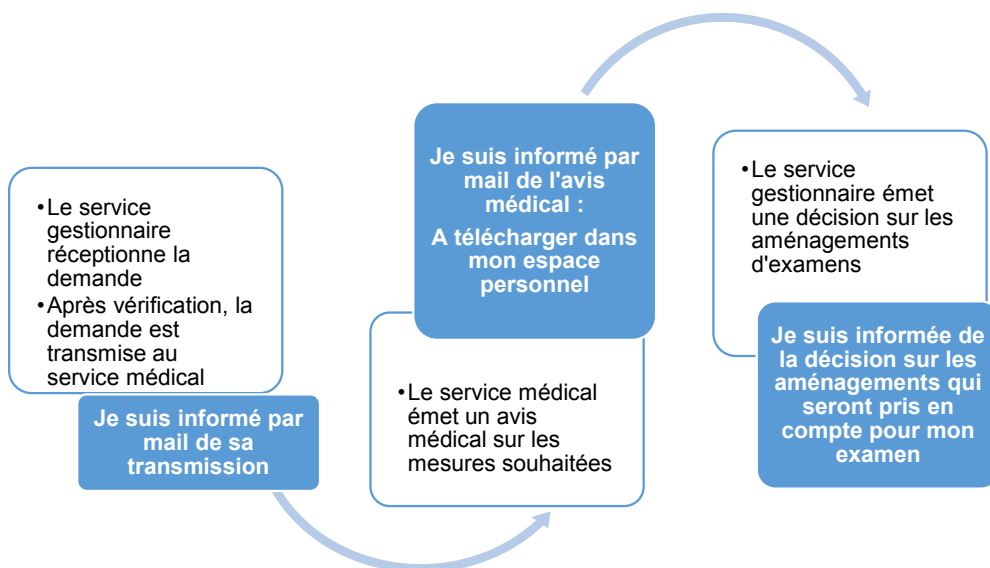 •Le service
gestionnaire
réceptionne la
demande
•Après vérification, la
demande est
transmise au
service médical
Je suis informé par
mail de sa
transmission
Je suis informé par
mail de l'avis
médical :
A télécharger dans
mon espace
personnel
•Le service médical
émet un avis
médical sur les
mesures souhaitées
•Le service
gestionnaire émet
une décision sur les
aménagements
d'examens
Je suis informée de
la décision sur les
aménagements qui
seront pris en
compte pour mon
examen